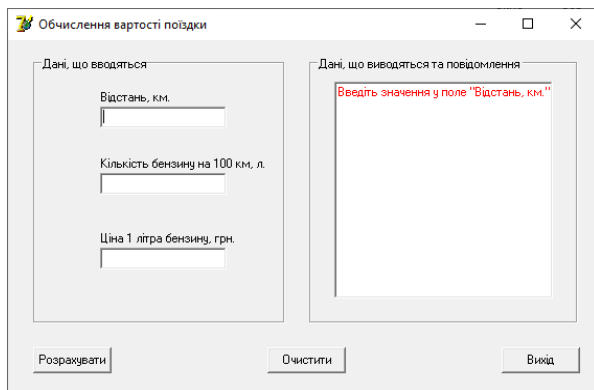 Обчислення вартості поїздки
Дані, що вводяться
Відстань, км.
Кількість бензину на 100 км, л.
Ціна 1 літра бензину, грн.
Дані, що виводяться та повідомлення
Введіть значення у поле "Відстань, км."
Розрахувати
Очистити
Вихід